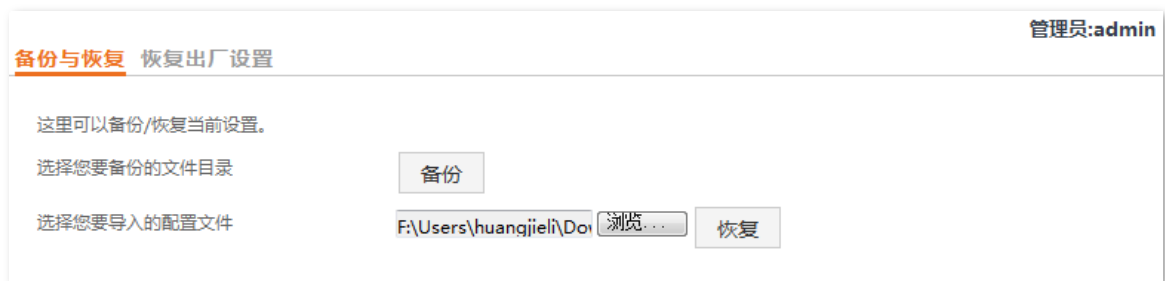 管理员:admin
备份与恢复 恢复出厂设置
这里可以备份/恢复当前设置。
选择您要备份的文件目录 备份
选择您要导入的配置文件 F:\Users\huangjieli\Do 浏览... 恢复